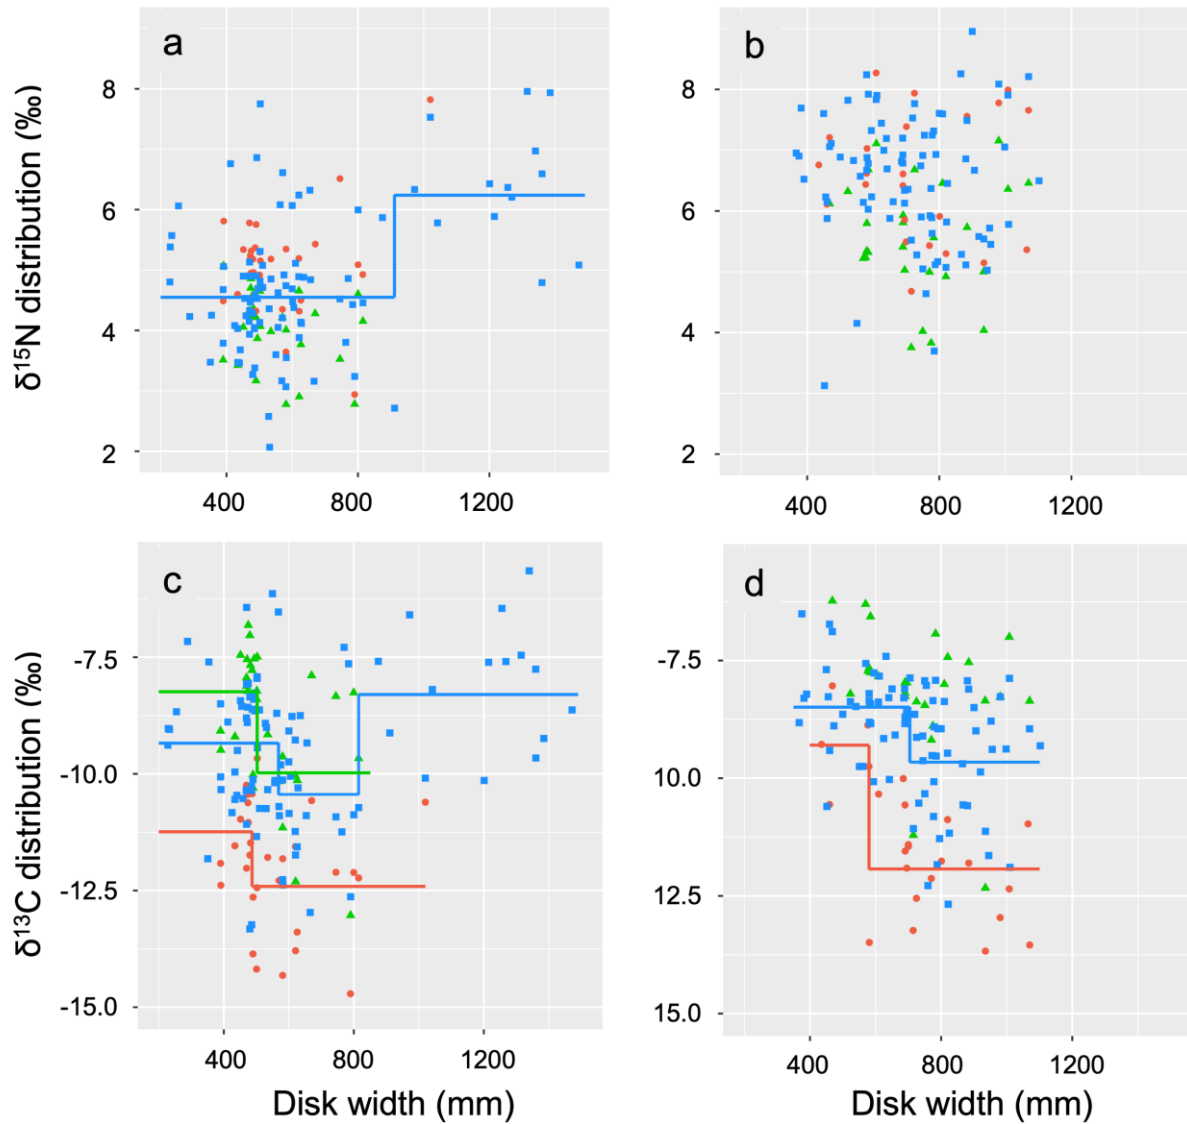 a
b
δ¹⁵N distribution (‰)
8
6
4
2
8
6
4
2
400 800 1200
400 800 1200
c
d
δ¹³C distribution (‰)
-7.5
-10.0
-12.5
-15.0
-7.5
10.0
12.5
15.0
400 800 1200
400 800 1200
Disk width (mm)
Disk width (mm)